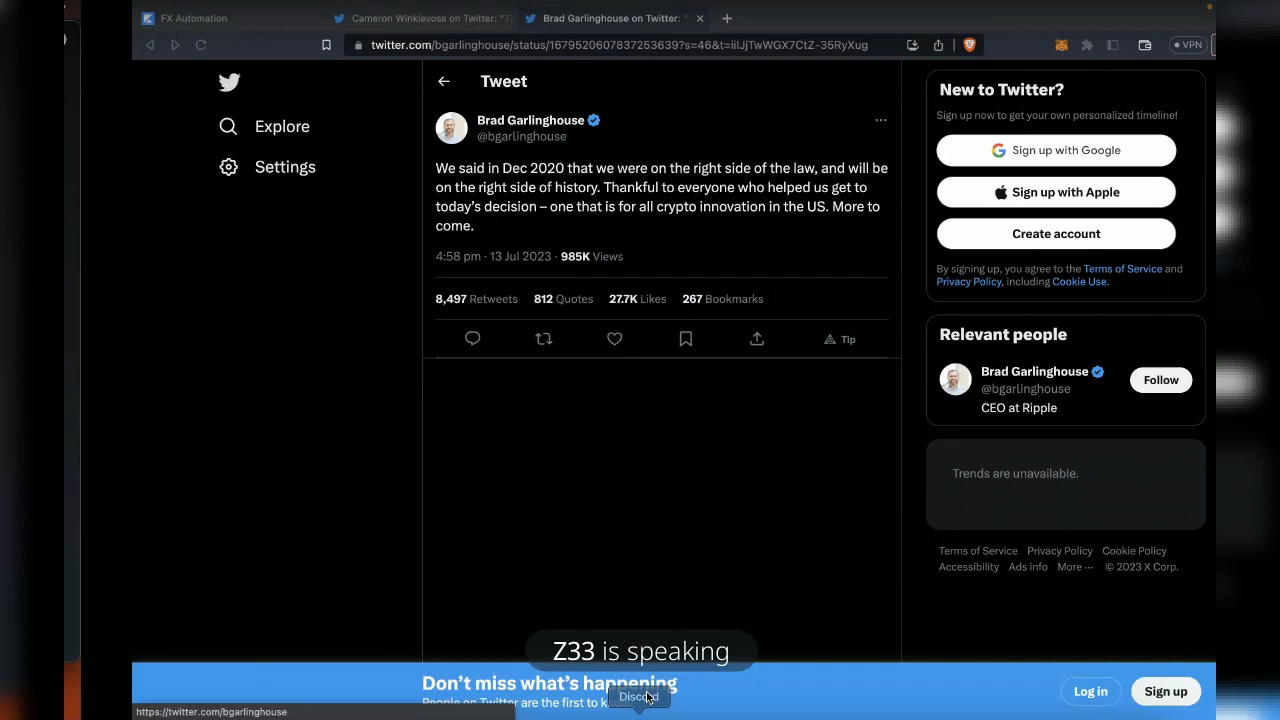 FX Automation
Cameron Winklevoss on Twitter: "T
Brad Garlinghouse on Twitter: "
twitter.com/bgarlinghouse/status/1679520607837253639?s=46&t=iiIJjTwWGX7CtZ-35RyXug
VPN
Tweet
Explore
Settings
Brad Garlinghouse
@bgarlinghouse
We said in Dec 2020 that we were on the right side of the law, and will be
on the right side of history. Thankful to everyone who helped us get to
today's decision – one that is for all crypto innovation in the US. More to
come.
4:58 pm · 13 Jul 2023 · 985K Views
8,497 Retweets 812 Quotes 27.7K Likes 267 Bookmarks
Tip
New to Twitter?
Sign up now to get your own personalized timeline!
Sign up with Google
Sign up with Apple
Create account
By signing up, you agree to the Terms of Service and
Privacy Policy, including Cookie Use.
Relevant people
Brad Garlinghouse
@bgarlinghouse
CEO at Ripple
Follow
Trends are unavailable.
Terms of Service Privacy Policy Cookie Policy
Accessibility Ads info More ··· © 2023 X Corp.
Z33 is speaking
Don't miss what's happening
People on Twitter are the first to
Discord
Log in
Sign up
https://twitter.com/bgarlinghouse